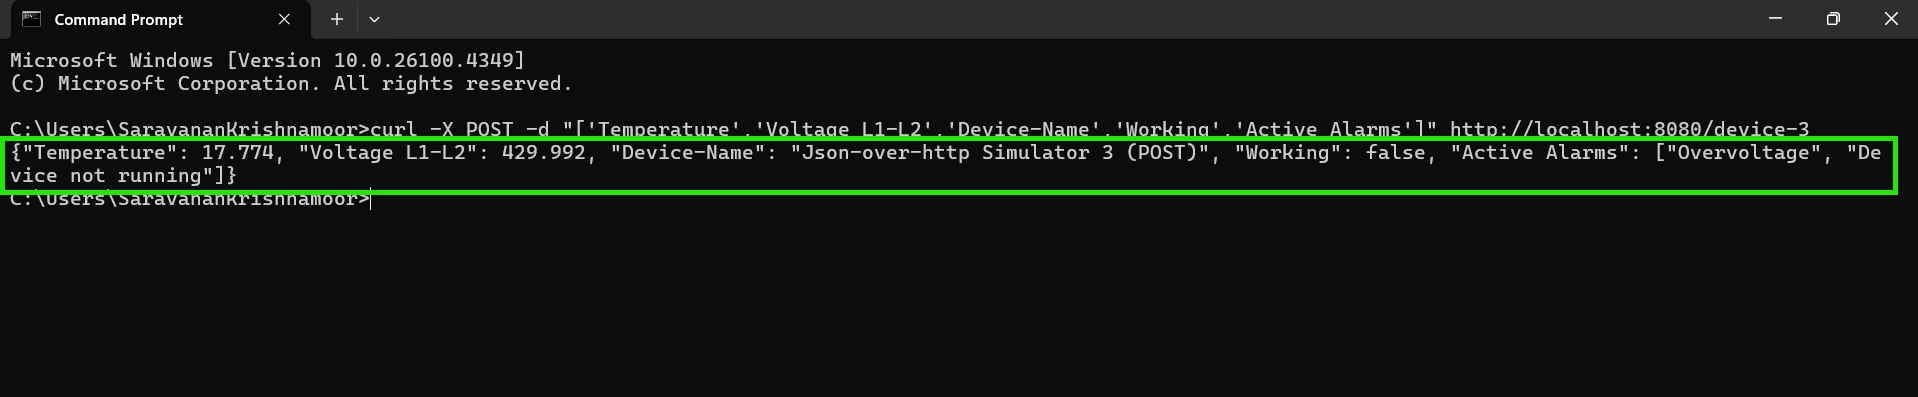 Command Prompt
Microsoft Windows [Version 10.0.26100.4349]
(c) Microsoft Corporation. All rights reserved.
C:\Users\SaravananKrishnamoor>curl -X POST -d "['Temperature','Voltage L1-L2','Device-Name','Working','Active Alarms']" http://localhost:8080/device-3
{"Temperature": 17.774, "Voltage L1-L2": 429.992, "Device-Name": "Json-over-http Simulator 3 (POST)", "Working": false, "Active Alarms": ["Overvoltage", "De
vice not running"]}
C:\Users\SaravananKrishnamoor>